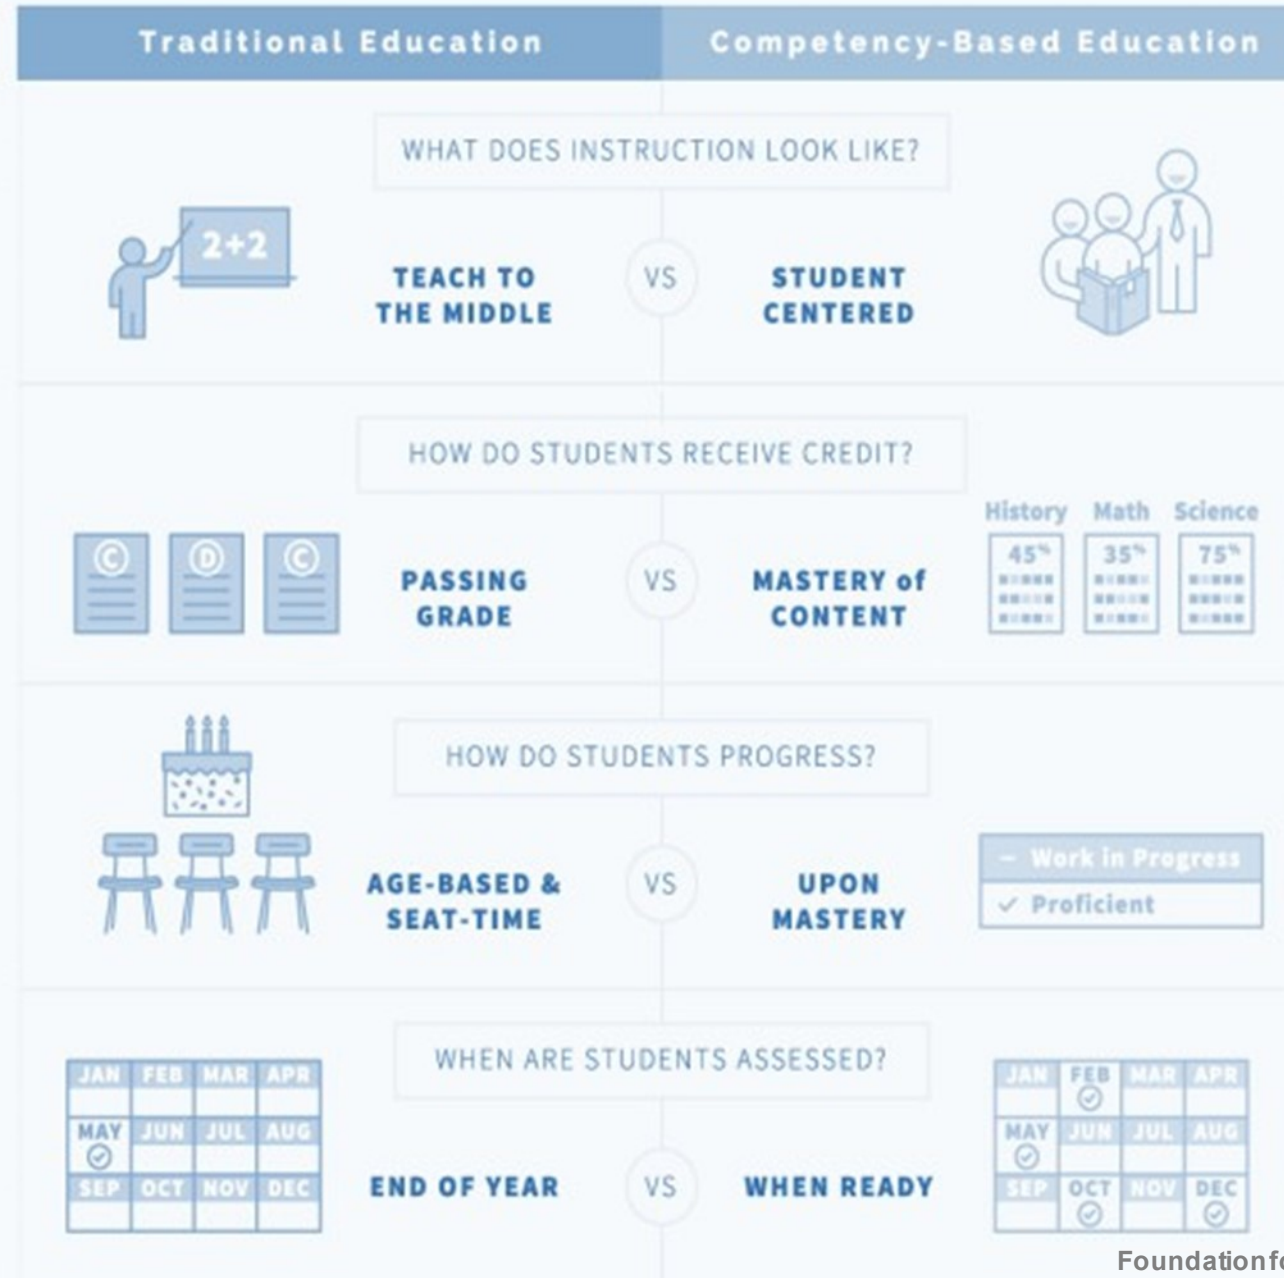 Traditional Education
Competency-Based Education
WHAT DOES INSTRUCTION LOOK LIKE?
2+2
TEACH TO
THE MIDDLE
VS
STUDENT
CENTERED
HOW DO STUDENTS RECEIVE CREDIT?
C D C
PASSING
GRADE
VS
MASTERY of
CONTENT
History Math Science
45% 35% 75%
HOW DO STUDENTS PROGRESS?
AGE-BASED &
SEAT-TIME
VS
UPON
MASTERY
– Work in Progress
✓ Proficient
WHEN ARE STUDENTS ASSESSED?
JAN FEB MAR APR
MAY JUN JUL AUG
SEP OCT NOV DEC
END OF YEAR
VS
WHEN READY
JAN FEB MAR APR
MAY JUN JUL AUG
SEP OCT NOV DEC
Foundation